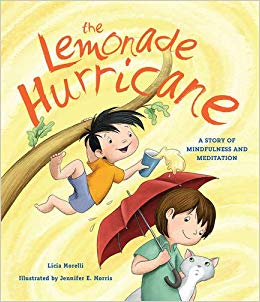 the
Lemonade
Hurricane
A STORY OF
MINDFULNESS AND
MEDITATION
Licia Morelli
Illustrated by Jennifer E. Morris